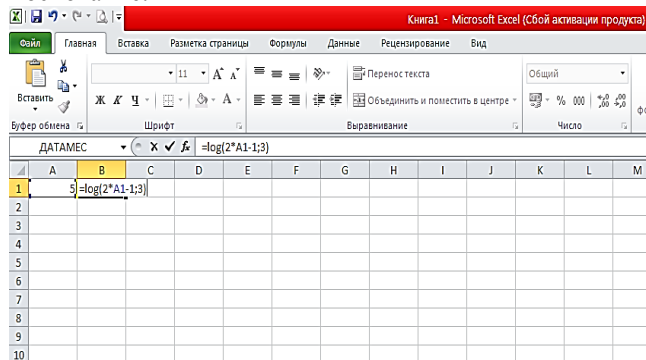 Книга1 - Microsoft Excel (Сбой активации продукта)
Файл Главная Вставка Разметка страницы Формулы Данные Рецензирование Вид
Вставить
11
Ж К Ч
Перенос текста
Объединить и поместить в центре
Общий
% 000
Буфер обмена Шрифт Выравнивание Число
ДАТАМЕС fx =log(2*A1-1;3)
A B C D E F G H I J K L M
1 5 =log(2*A1-1;3)
2
3
4
5
6
7
8
9
10